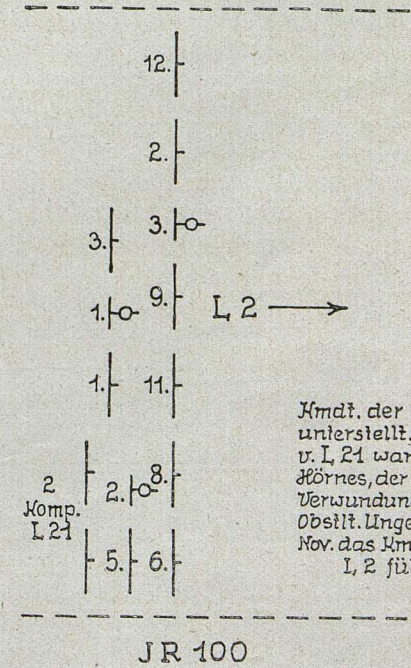 12.
2.
3. 3.
1. 9. L 2
1. 11.
2 2. 8.
Komp.
L 21
5. 6.
Kmdt. der
unterstellt,
v. L 21 war
Hörnes, der
Verwundun
Obstlt. Unge
Nov. das Km
L 2 fü
JR 100